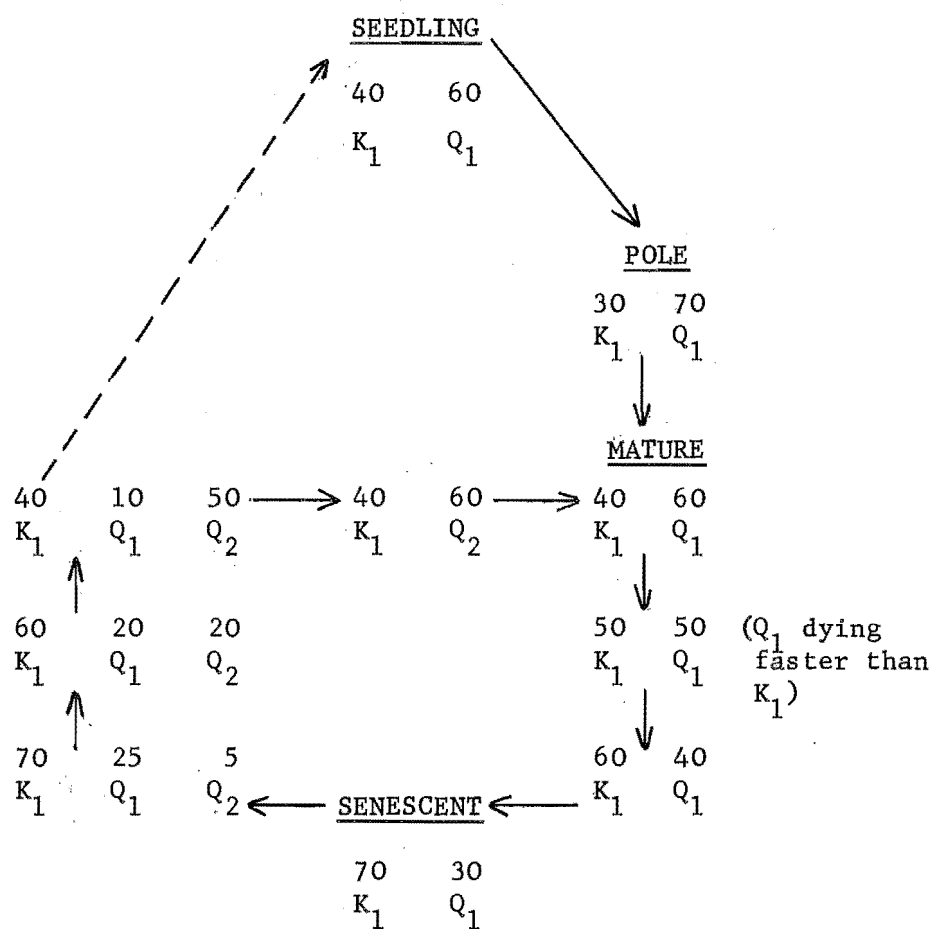 SEEDLING
40 60
K₁ Q₁
POLE
30 70
K₁ Q₁
MATURE
40 10 50 40 60 40 60
K₁ Q₁ Q₂ K₁ Q₂ K₁ Q₁
60 20 20 50 50 (Q₁ dying
K₁ Q₁ Q₂ K₁ Q₁ faster than
K₁)
70 25 5 60 40
K₁ Q₁ Q₂ K₁ Q₁
SENESCENT
70 30
K₁ Q₁